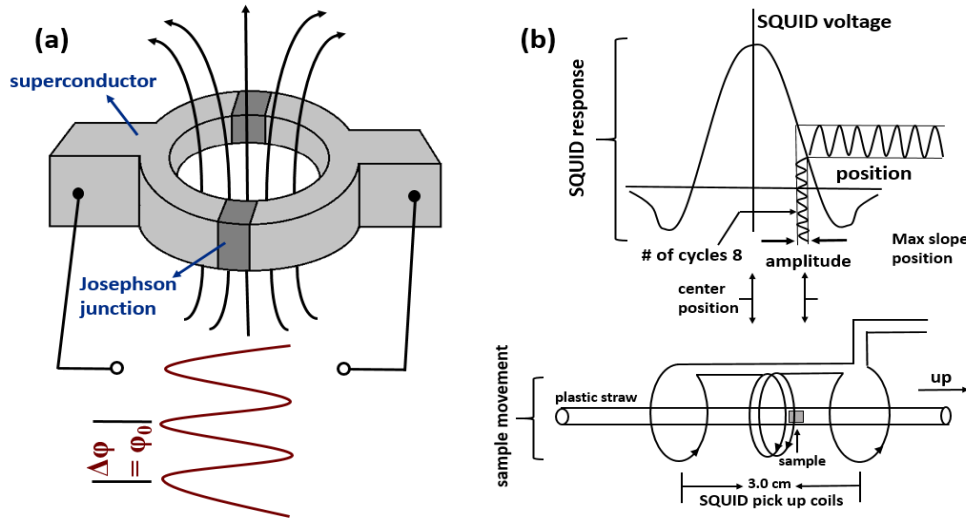 (a)
superconductor
Josephson
junction
Δφ
= φ₀
(b)
SQUID voltage
SQUID response
position
# of cycles 8
amplitude
Max slope
position
center
position
sample movement
plastic straw
up
sample
3.0 cm
SQUID pick up coils